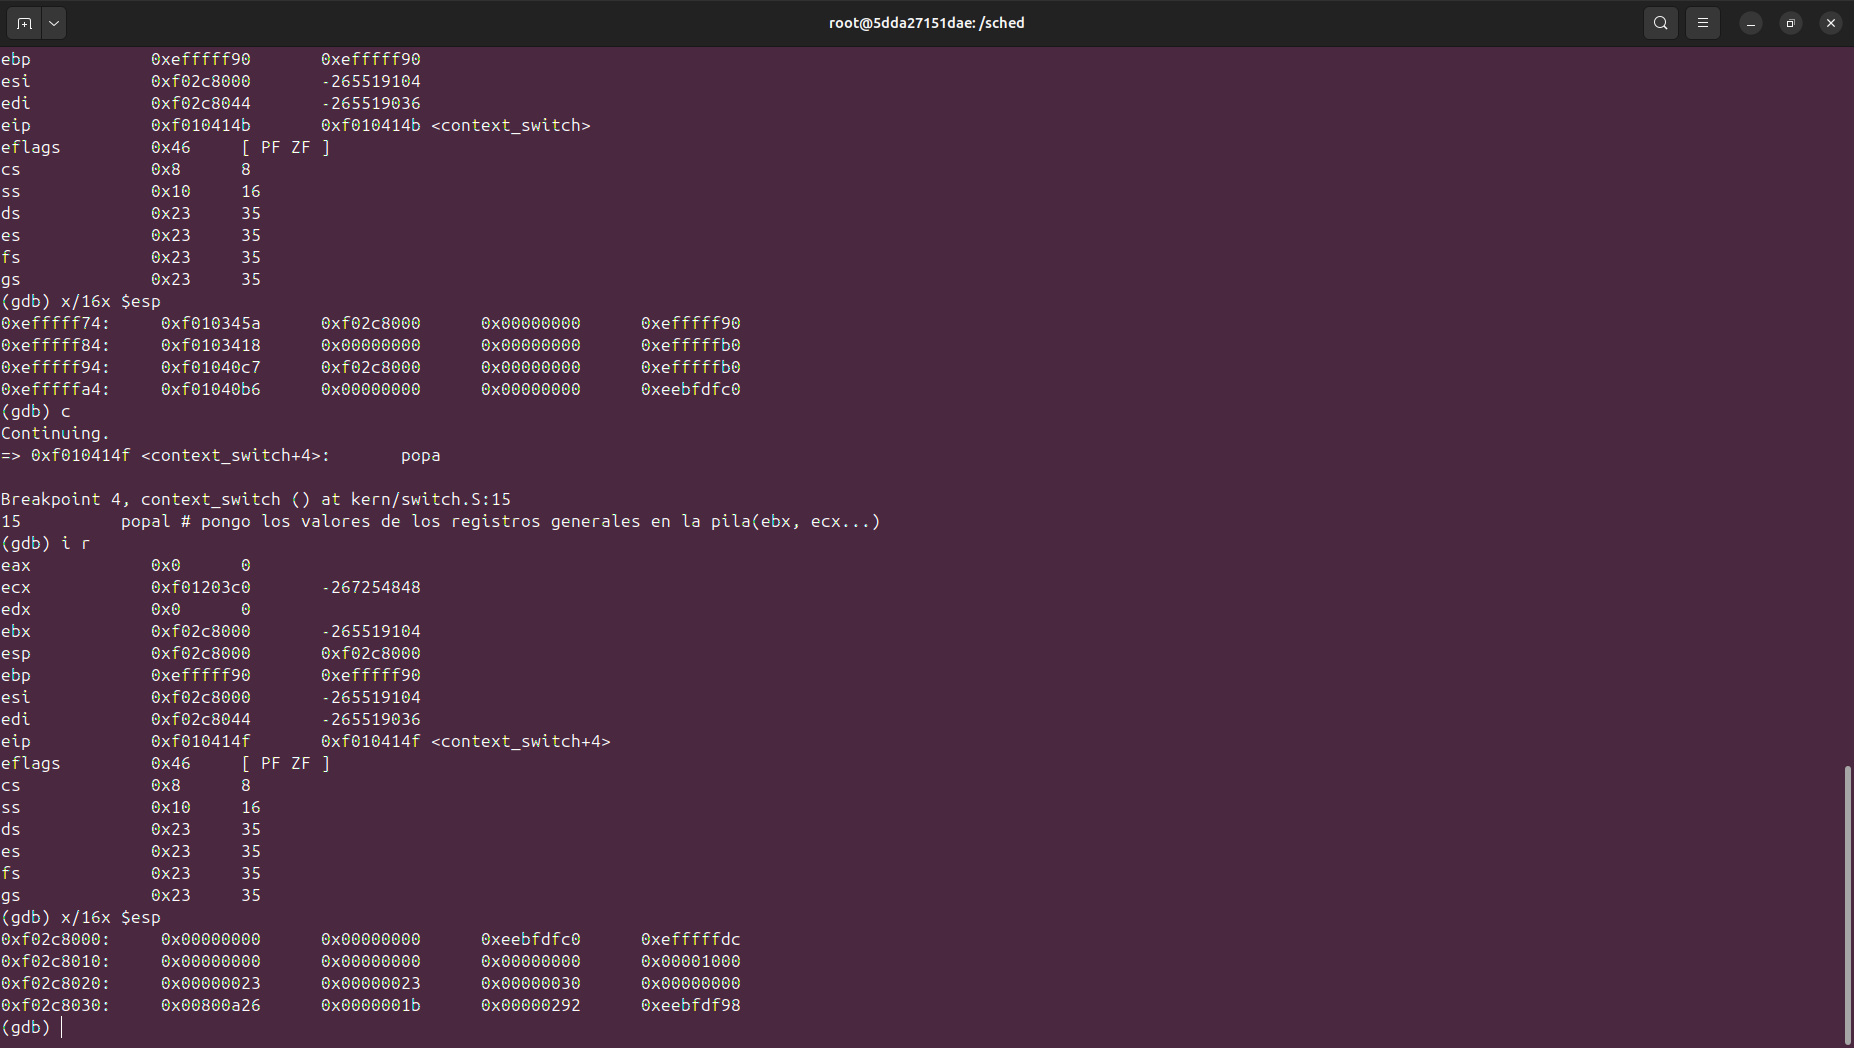 root@5dda27151dae: /sched
ebp 0xefffff90 0xefffff90
esi 0xf02c8000 -265519104
edi 0xf02c8044 -265519036
eip 0xf010414b 0xf010414b <context_switch>
eflags 0x46 [ PF ZF ]
cs 0x8 8
ss 0x10 16
ds 0x23 35
es 0x23 35
fs 0x23 35
gs 0x23 35
(gdb) x/16x $esp
0xefffff74: 0xf010345a 0xf02c8000 0x00000000 0xefffff90
0xefffff84: 0xf0103418 0x00000000 0x00000000 0xefffffb0
0xefffff94: 0xf01040c7 0xf02c8000 0x00000000 0xefffffb0
0xefffffa4: 0xf01040b6 0x00000000 0x00000000 0xeebfdfc0
(gdb) c
Continuing.
=> 0xf010414f <context_switch+4>: popa
Breakpoint 4, context_switch () at kern/switch.S:15
15 popal # pongo los valores de los registros generales en la pila(ebx, ecx...)
(gdb) i r
eax 0x0 0
ecx 0xf01203c0 -267254848
edx 0x0 0
ebx 0xf02c8000 -265519104
esp 0xf02c8000 0xf02c8000
ebp 0xefffff90 0xefffff90
esi 0xf02c8000 -265519104
edi 0xf02c8044 -265519036
eip 0xf010414f 0xf010414f <context_switch+4>
eflags 0x46 [ PF ZF ]
cs 0x8 8
ss 0x10 16
ds 0x23 35
es 0x23 35
fs 0x23 35
gs 0x23 35
(gdb) x/16x $esp
0xf02c8000: 0x00000000 0x00000000 0xeebfdfc0 0xefffffdc
0xf02c8010: 0x00000000 0x00000000 0x00000000 0x00001000
0xf02c8020: 0x00000023 0x00000023 0x00000030 0x00000000
0xf02c8030: 0x00800a26 0x0000001b 0x00000292 0xeebfdf98
(gdb)